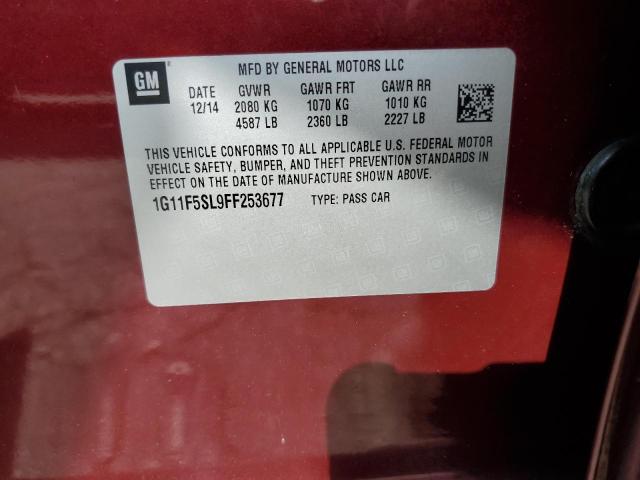 GM
MFD BY GENERAL MOTORS LLC
DATE GVWR GAWR FRT GAWR RR
12/14 2080 KG 1070 KG 1010 KG
4587 LB 2360 LB 2227 LB
THIS VEHICLE CONFORMS TO ALL APPLICABLE U.S. FEDERAL MOTOR
VEHICLE SAFETY, BUMPER, AND THEFT PREVENTION STANDARDS IN
EFFECT ON THE DATE OF MANUFACTURE SHOWN ABOVE.
1G11F5SL9FF253677 TYPE: PASS CAR